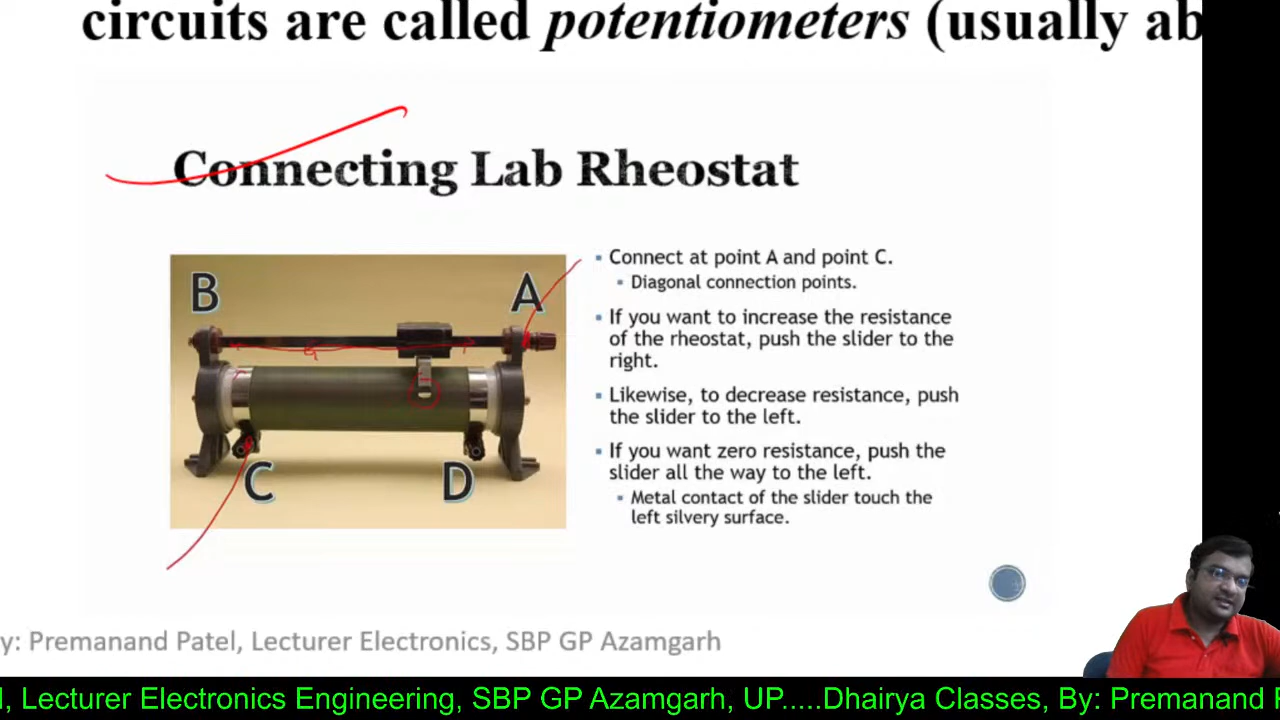 circuits are called potentiometers (usually ab
Connecting Lab Rheostat
B
A
C
D
▪ Connect at point A and point C.
▪ Diagonal connection points.
▪ If you want to increase the resistance
of the rheostat, push the slider to the
right.
▪ Likewise, to decrease resistance, push
the slider to the left.
▪ If you want zero resistance, push the
slider all the way to the left.
▪ Metal contact of the slider touch the
left silvery surface.
y: Premanand Patel, Lecturer Electronics, SBP GP Azamgarh
, Lecturer Electronics Engineering, SBP GP Azamgarh, UP.....Dhairya Classes, By: Premanand